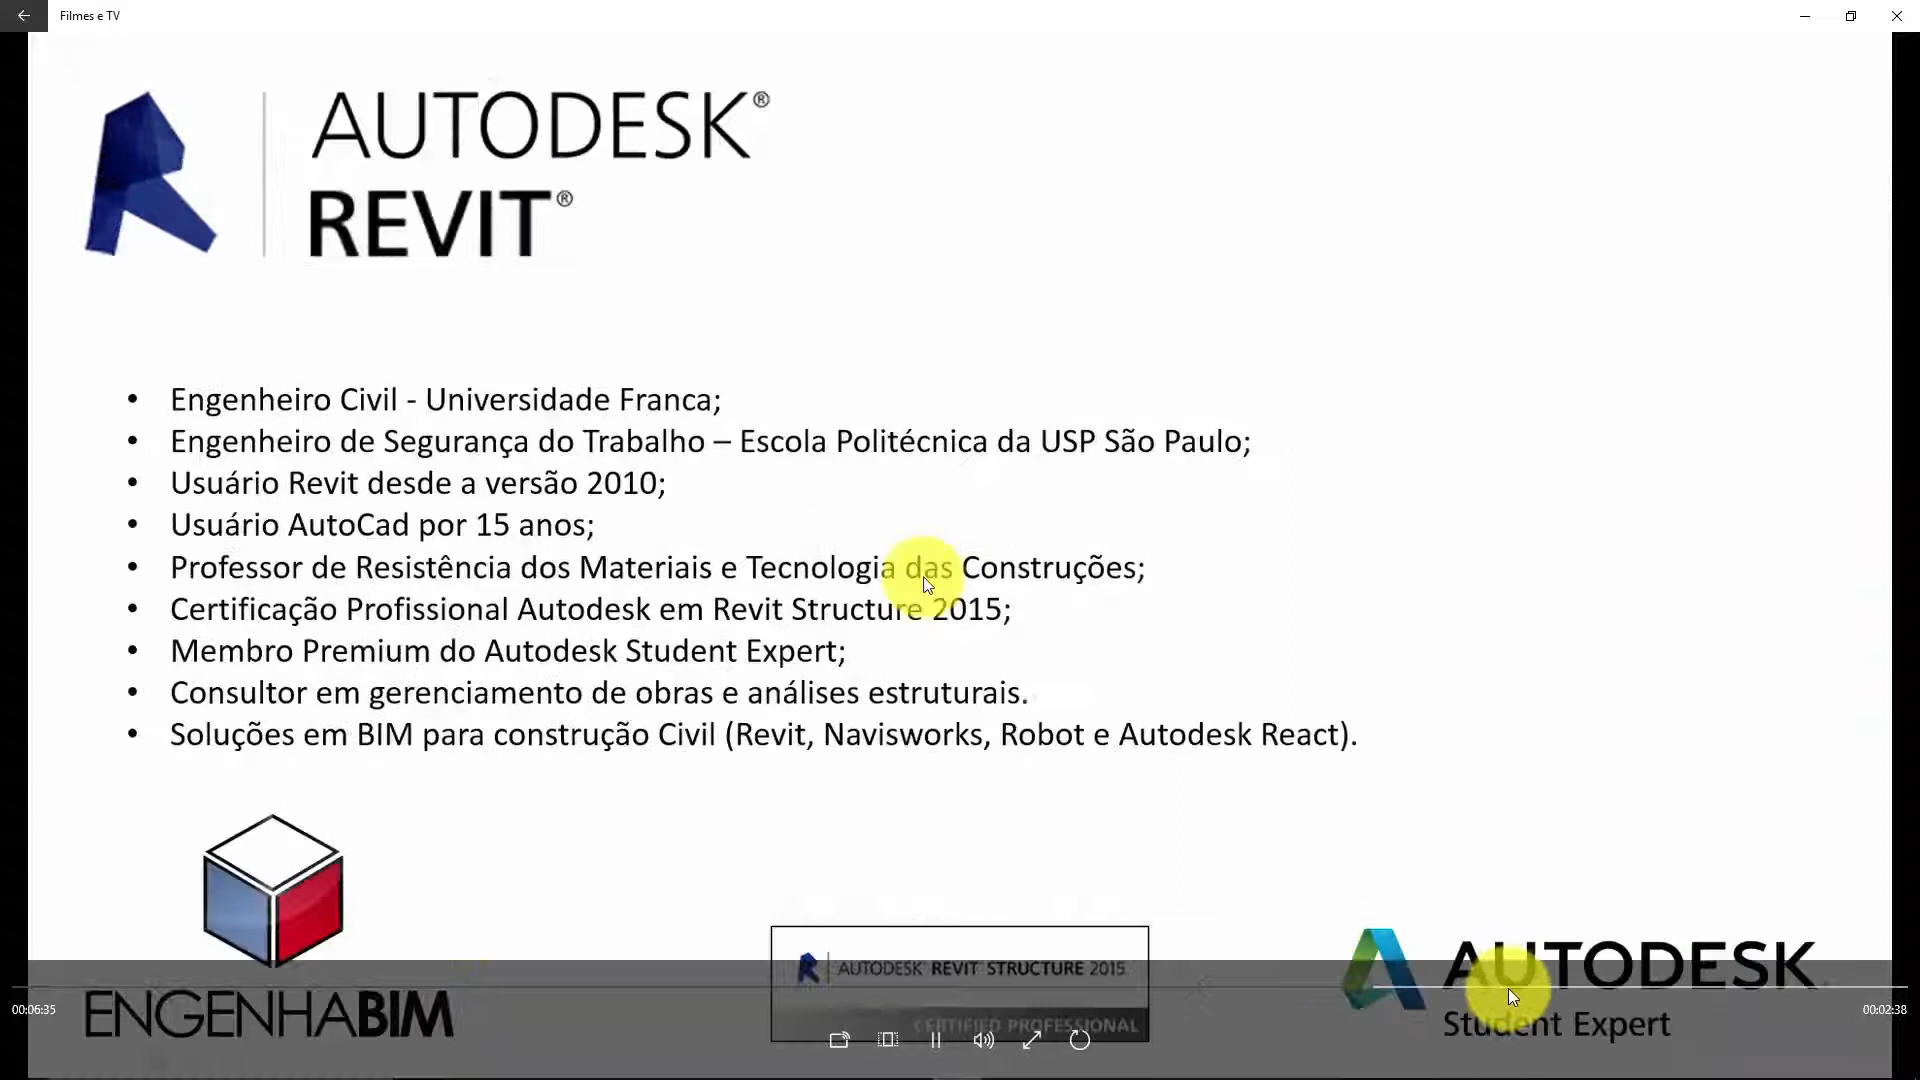 Filmes e TV
AUTODESK®
REVIT®
• Engenheiro Civil - Universidade Franca;
• Engenheiro de Segurança do Trabalho – Escola Politécnica da USP São Paulo;
• Usuário Revit desde a versão 2010;
• Usuário AutoCad por 15 anos;
• Professor de Resistência dos Materiais e Tecnologia das Construções;
• Certificação Profissional Autodesk em Revit Structure 2015;
• Membro Premium do Autodesk Student Expert;
• Consultor em gerenciamento de obras e análises estruturais.
• Soluções em BIM para construção Civil (Revit, Navisworks, Robot e Autodesk React).
ENGENHABIM
AUTODESK® REVIT® STRUCTURE 2015
CERTIFIED PROFESSIONAL
AUTODESK
Student Expert
00:06:35
00:02:38